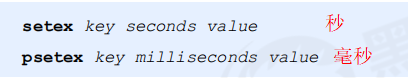 setex key seconds value 秒
psetex key milliseconds value 毫秒